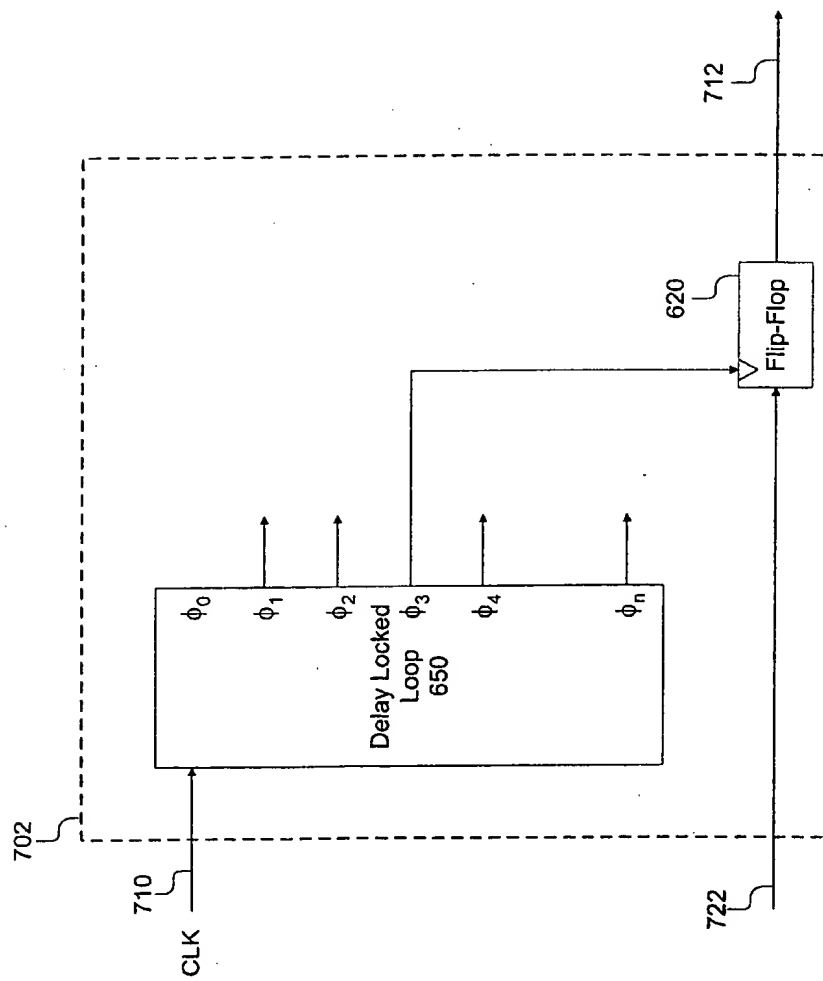 702
CLK
710
Delay Locked
Loop
650
ϕ0
ϕ1
ϕ2
ϕ3
ϕ4
ϕn
620
Flip-Flop
712
722